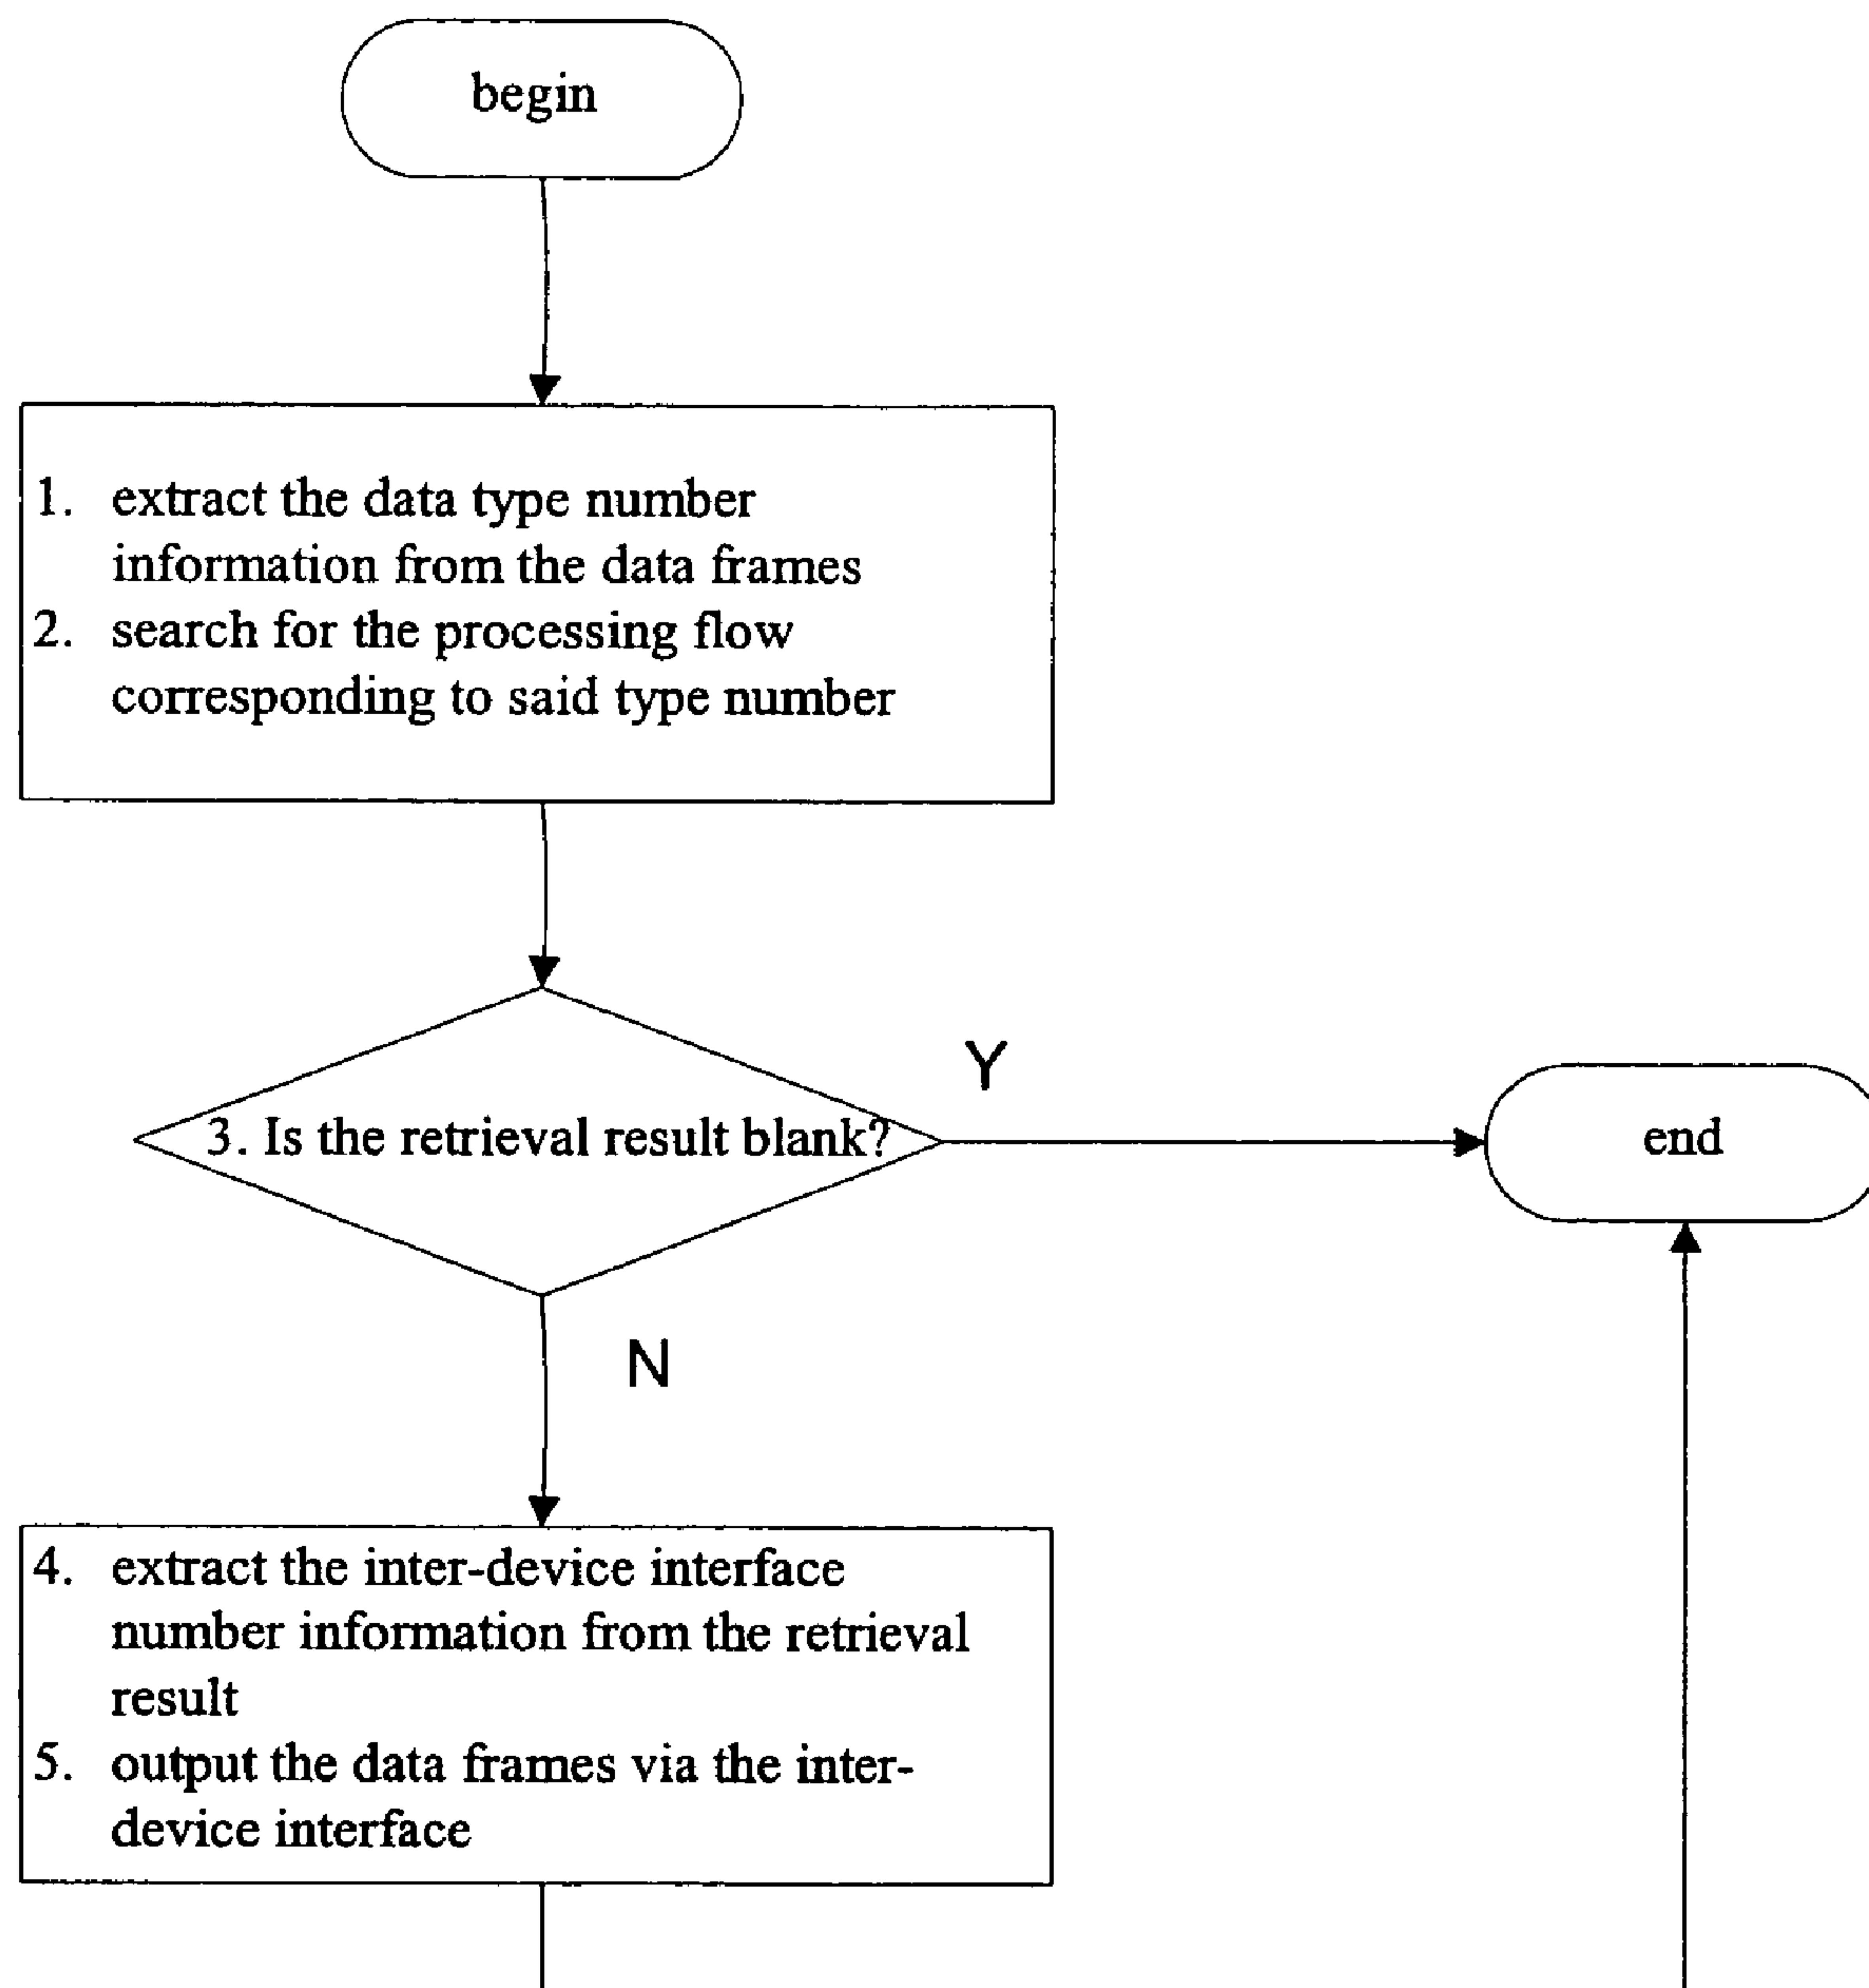 begin
1. extract the data type number
information from the data frames
2. search for the processing flow
corresponding to said type number
Y
3. Is the retrieval result blank?
end
N
4. extract the inter-device interface
number information from the retrieval
result
5. output the data frames via the inter-
device interface